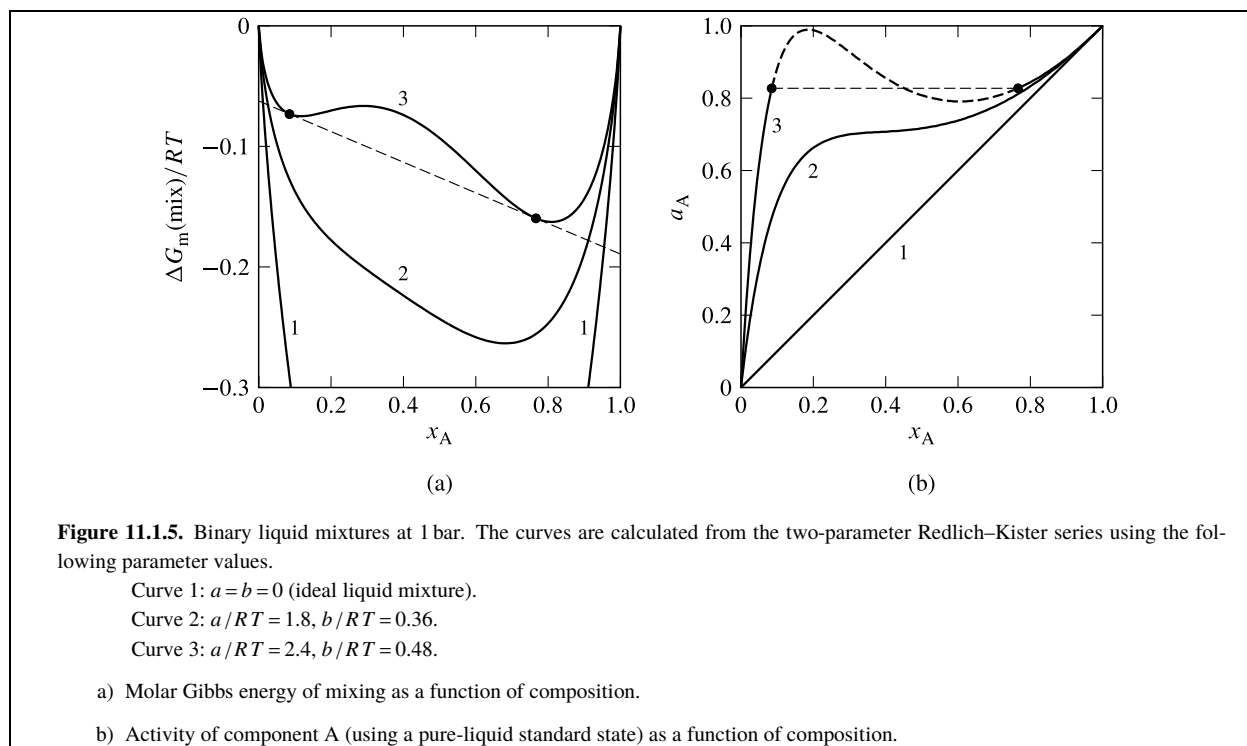 0
−0.1
−0.2
−0.3
ΔG_m(mix)/RT
3
2
1
1
0 0.2 0.4 0.6 0.8 1.0
x_A
(a)
1.0
0.8
0.6
0.4
0.2
0
a_A
3
2
1
0 0.2 0.4 0.6 0.8 1.0
x_A
(b)
Figure 11.1.5. Binary liquid mixtures at 1 bar. The curves are calculated from the two-parameter Redlich–Kister series using the fol-
lowing parameter values.
Curve 1: a = b = 0 (ideal liquid mixture).
Curve 2: a/RT = 1.8, b/RT = 0.36.
Curve 3: a/RT = 2.4, b/RT = 0.48.
a) Molar Gibbs energy of mixing as a function of composition.
b) Activity of component A (using a pure-liquid standard state) as a function of composition.